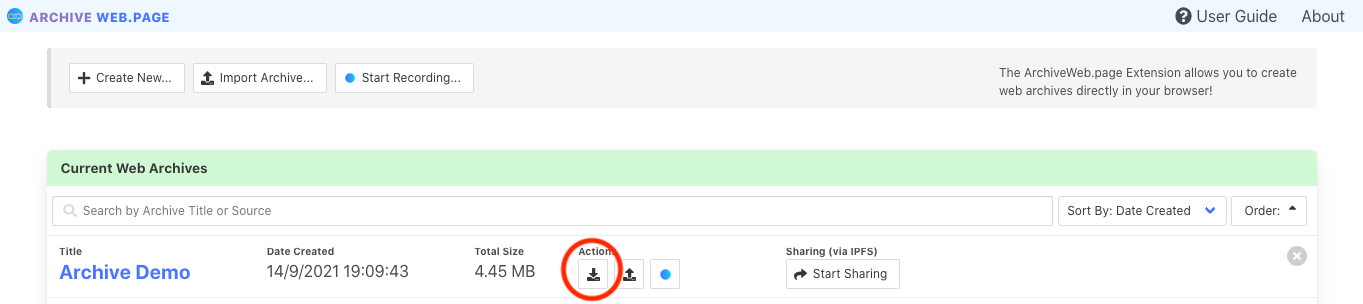 ARCHIVE WEB.PAGE
User Guide
About
Create New...
Import Archive...
Start Recording...
The ArchiveWeb.page Extension allows you to create
web archives directly in your browser!
Current Web Archives
Search by Archive Title or Source
Sort By: Date Created
Order:
Title
Date Created
Total Size
Action
Sharing (via IPFS)
Archive Demo
14/9/2021 19:09:43
4.45 MB
Start Sharing